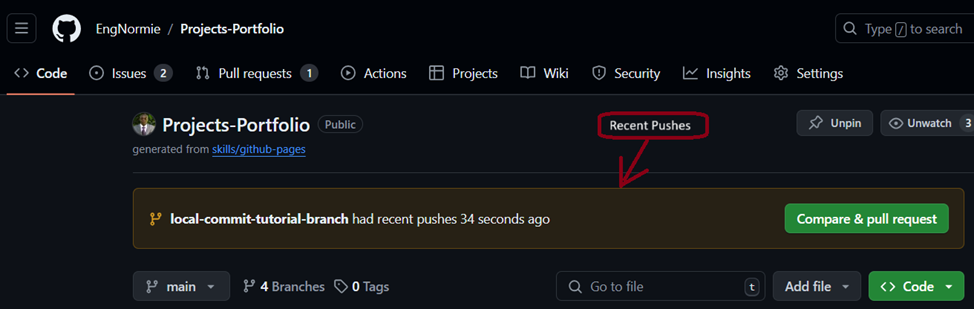 EngNormie / Projects-Portfolio
Type / to search
Code Issues 2 Pull requests 1 Actions Projects Wiki Security Insights Settings
Projects-Portfolio Public
Recent Pushes
Unpin Unwatch 3
generated from skills/github-pages
local-commit-tutorial-branch had recent pushes 34 seconds ago Compare & pull request
main 4 Branches 0 Tags Go to file t Add file Code